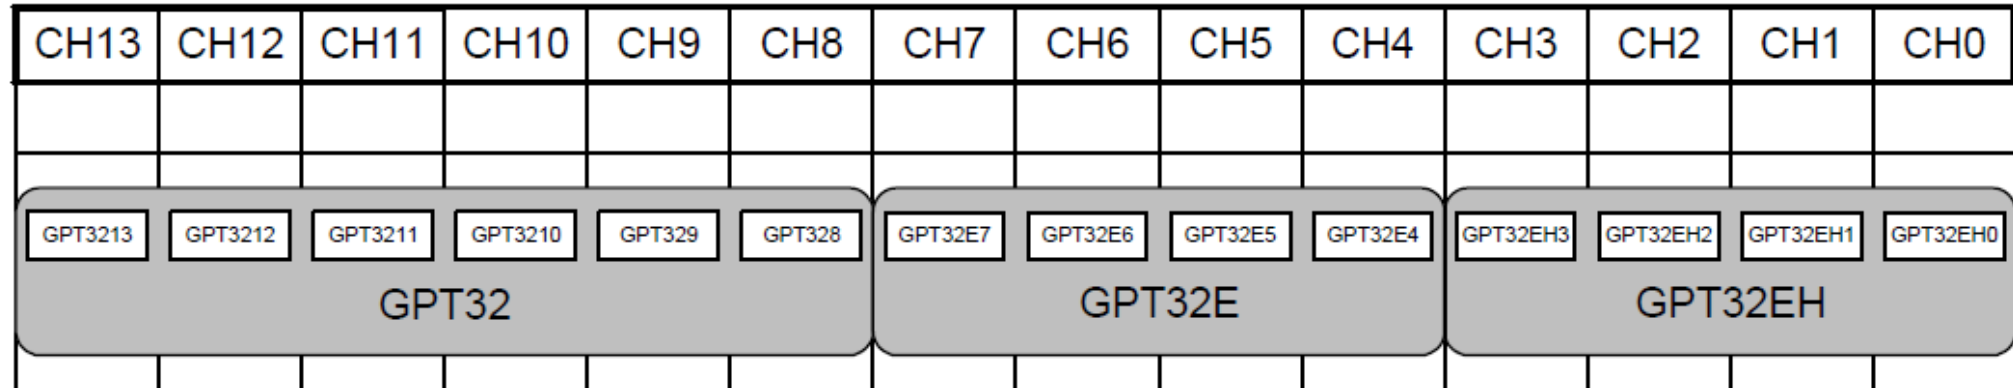 CH13 CH12 CH11 CH10 CH9 CH8 CH7 CH6 CH5 CH4 CH3 CH2 CH1 CH0
GPT3213 GPT3212 GPT3211 GPT3210 GPT329 GPT328 GPT32E7 GPT32E6 GPT32E5 GPT32E4 GPT32EH3 GPT32EH2 GPT32EH1 GPT32EH0
GPT32 GPT32E GPT32EH